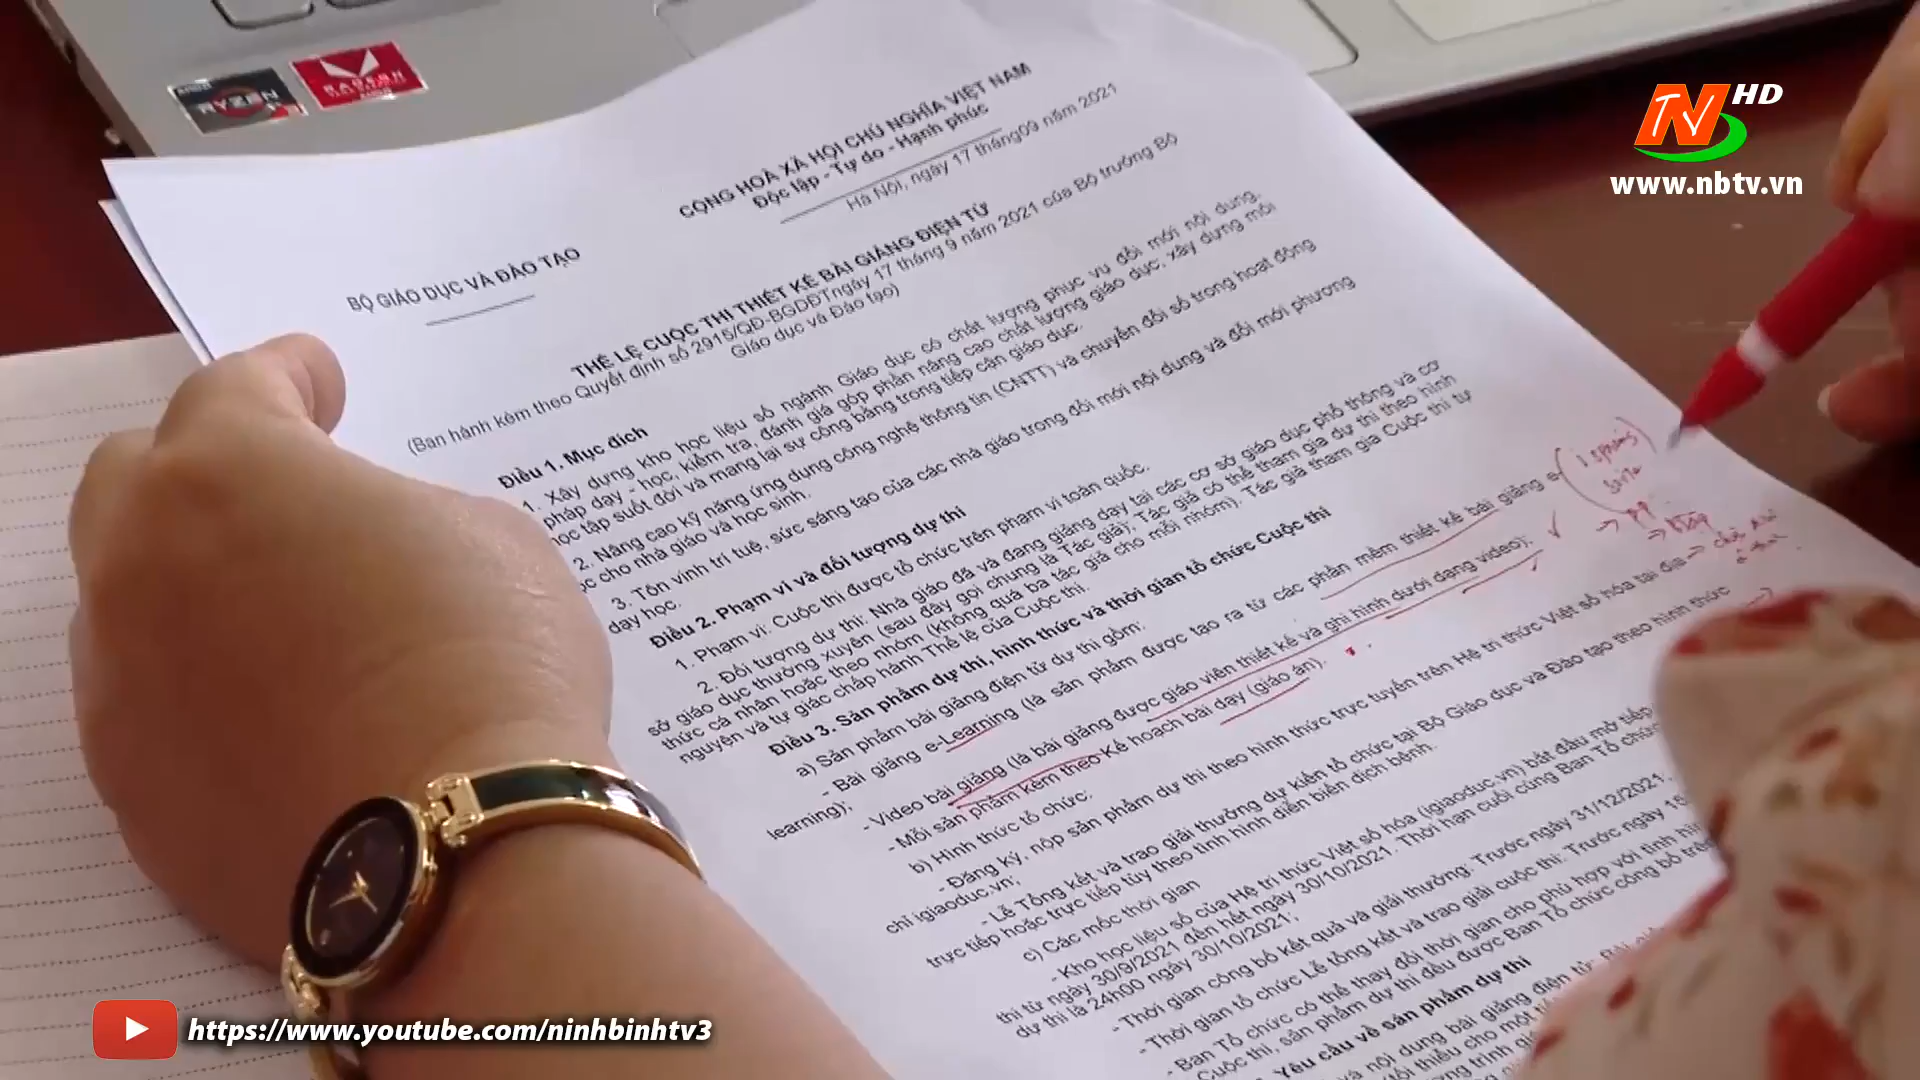 AMD
RYZEN
RADEON
HD
TV
N
www.nbtv.vn
BỘ GIÁO DỤC VÀ ĐÀO TẠO
CỘNG HOÀ XÃ HỘI CHỦ NGHĨA VIỆT NAM
Độc lập - Tự do - Hạnh phúc
Hà Nội, ngày 17 tháng09 năm 2021
THỂ LỆ CUỘC THI THIẾT KẾ BÀI GIẢNG ĐIỆN TỬ
(Ban hành kèm theo Quyết định số 2915/QĐ-BGDĐTngày 17 tháng 9 năm 2021 của Bộ trưởng Bộ
Giáo dục và Đào tạo)
Điều 1. Mục đích
1. Xây dựng kho học liệu số ngành Giáo dục có chất lượng phục vụ đổi mới nội dung,
pháp dạy - học, kiểm tra, đánh giá góp phần nâng cao chất lượng giáo dục; xây dựng môi
học tập suốt đời và mang lại sự công bằng trong tiếp cận giáo dục.
2. Nâng cao kỹ năng ứng dụng công nghệ thông tin (CNTT) và chuyển đổi số trong hoạt động
cho nhà giáo và học sinh.
3. Tôn vinh trí tuệ, sức sáng tạo của các nhà giáo trong đổi mới nội dung và đổi mới phương
dạy học.
Điều 2. Phạm vi và đối tượng dự thi
1. Phạm vi: Cuộc thi được tổ chức trên phạm vi toàn quốc.
2. Đối tượng dự thi: Nhà giáo đã và đang giảng dạy tại các cơ sở giáo dục phổ thông và cơ
sở giáo dục thường xuyên (sau đây gọi chung là Tác giả); Tác giả có thể tham gia dự thi theo hình
thức cá nhân hoặc theo nhóm (không quá ba tác giả cho mỗi nhóm). Tác giả tham gia Cuộc thi tự
nguyện và tự giác chấp hành Thể lệ của Cuộc thi.
Điều 3. Sản phẩm dự thi, hình thức và thời gian tổ chức Cuộc thi
a) Sản phẩm bài giảng điện tử dự thi gồm:
- Bài giảng e-Learning (là sản phẩm được tạo ra từ các phần mềm thiết kế bài giảng e-
learning);
- Video bài giảng (là bài giảng được giáo viên thiết kế và ghi hình dưới dạng video);
- Mỗi sản phẩm kèm theo Kế hoạch bài dạy (giáo án).
b) Hình thức tổ chức:
- Đăng ký, nộp sản phẩm dự thi theo hình thức trực tuyến trên Hệ tri thức Việt số hóa tại địa
chỉ igiaoduc.vn;
- Lễ Tổng kết và trao giải thưởng dự kiến tổ chức tại Bộ Giáo dục và Đào tạo theo hình thức
trực tiếp hoặc trực tiếp tùy theo tình hình diễn biến dịch bệnh.
c) Các mốc thời gian
- Kho học liệu số của Hệ tri thức Việt số hóa (igiaoduc.vn) bắt đầu mở tiếp
thi từ ngày 30/9/2021 đến hết ngày 30/10/2021. Thời hạn cuối cùng Ban Tổ chức
dự thi là 24h00 ngày 30/10/2021;
- Thời gian công bố kết quả và giải thưởng: Trước ngày 31/12/2021.
- Thời gian tổ chức Lễ tổng kết và trao giải cuộc thi: Trước ngày 15
- Ban Tổ chức có thể thay đổi thời gian cho phù hợp với tình hình
Cuộc thi, sản phẩm dự thi đều được Ban Tổ chức công bố trên
Yêu cầu về sản phẩm dự thi
và nội dung bài giảng điện tử:
https://www.youtube.com/ninhbinhtv3